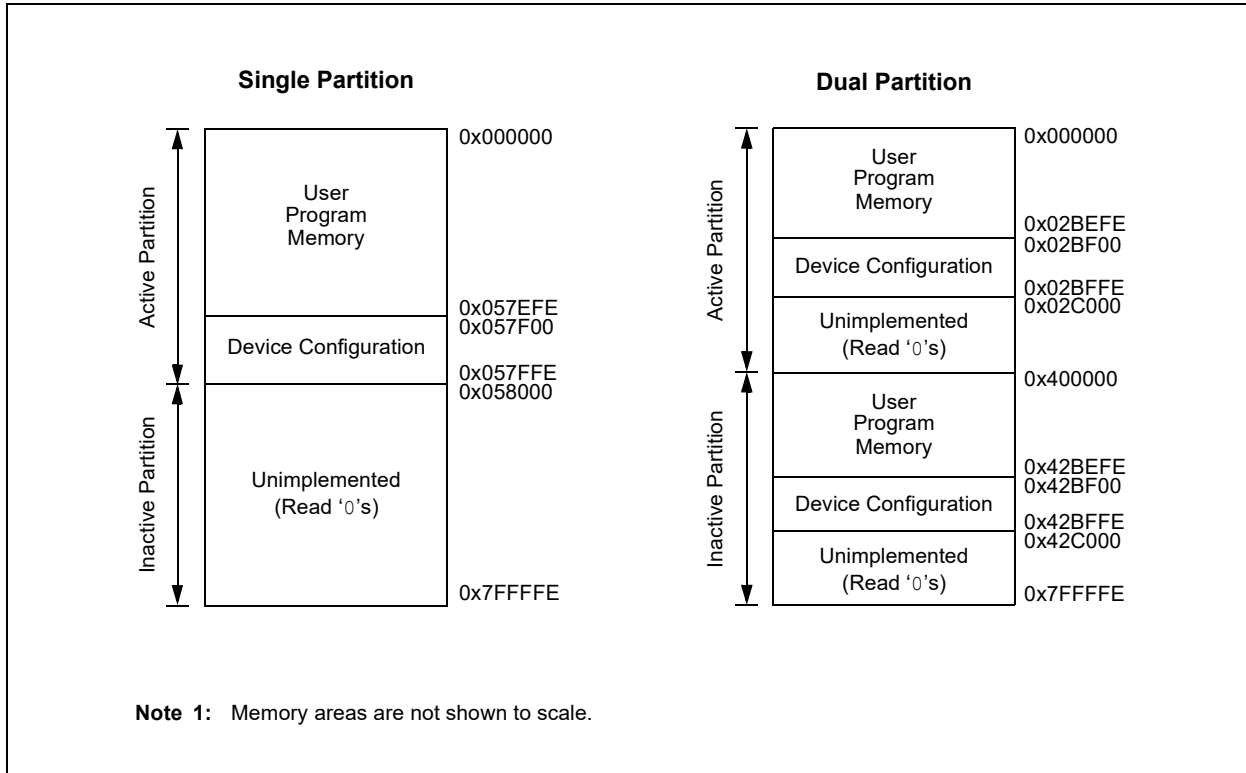 Single Partition
Active Partition
Inactive Partition
User
Program
Memory
Device Configuration
Unimplemented
(Read ‘0’s)
0x000000
0x057EFE
0x057F00
0x057FFE
0x058000
0x7FFFFE
Dual Partition
Active Partition
Inactive Partition
User
Program
Memory
Device Configuration
Unimplemented
(Read ‘0’s)
User
Program
Memory
Device Configuration
Unimplemented
(Read ‘0’s)
0x000000
0x02BEFE
0x02BF00
0x02BFFE
0x02C000
0x400000
0x42BEFE
0x42BF00
0x42BFFE
0x42C000
0x7FFFFE
Note 1: Memory areas are not shown to scale.